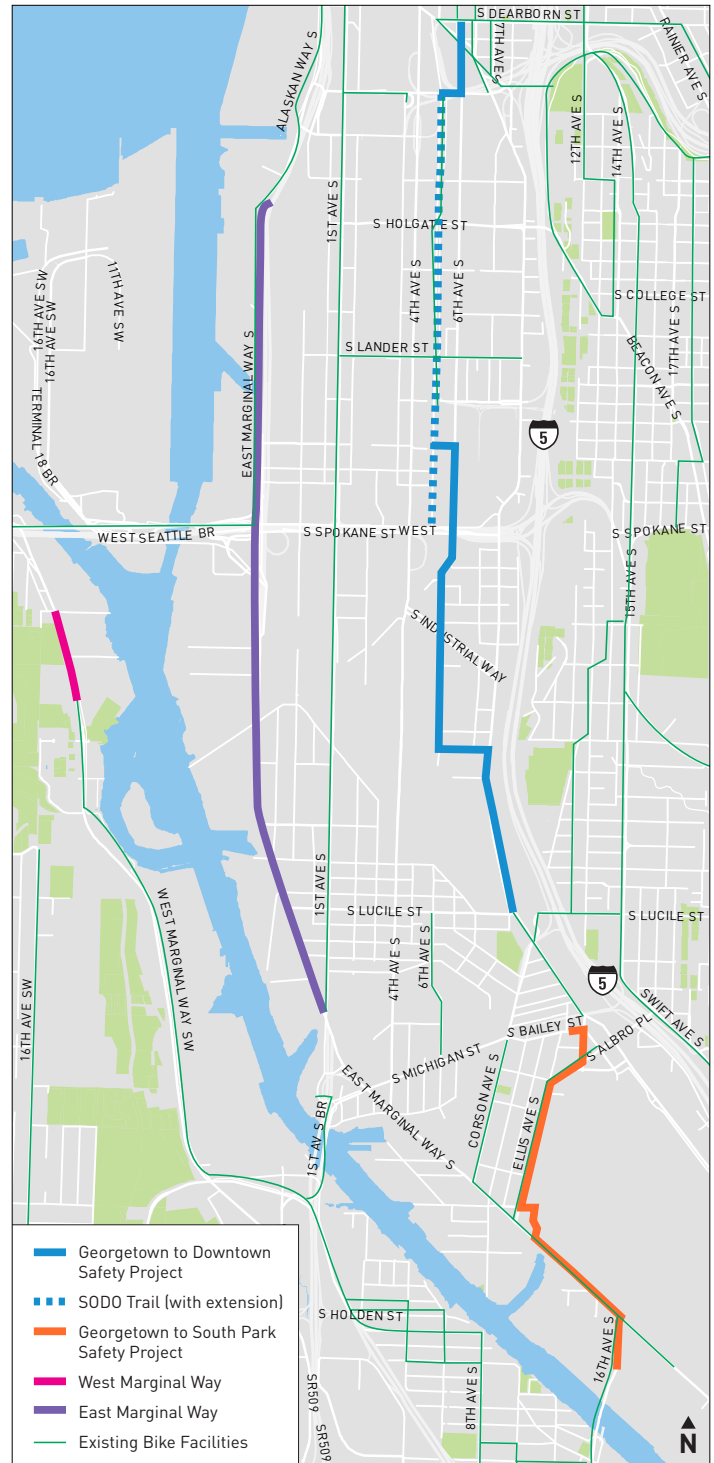 S DEARBORN ST
7TH AVE S
RAINIER AVE S
ALASKAN WAY S
12TH AVE S
14TH AVE S
1ST AVE S
S HOLGATE ST
4TH AVE S
6TH AVE S
11TH AVE SW
16TH AVE SW
16TH AVE SW
S COLLEGE ST
17TH AVE S
BEACON AVE S
EAST MARGINAL WAY S
S LANDER ST
TERMINAL 18 BR
5
WEST SEATTLE BR
S SPOKANE ST
WEST
S SPOKANE ST
15TH AVE S
S INDUSTRIAL WAY
1ST AVE S
S LUCILE ST
S LUCILE ST
WEST MARGINAL WAY SW
4TH AVE S
6TH AVE S
5
SWIFT AVE S
16TH AVE SW
S BAILEY ST
S ALBRO PL
S MICHIGAN ST
EAST MARGINAL WAY S
CORSON AVE S
ELLIS AVE S
1ST AV S BR
S HOLDEN ST
16TH AVE S
8TH AVE S
SR509
SR509
N
Georgetown to Downtown
Safety Project
SODO Trail (with extension)
Georgetown to South Park
Safety Project
West Marginal Way
East Marginal Way
Existing Bike Facilities